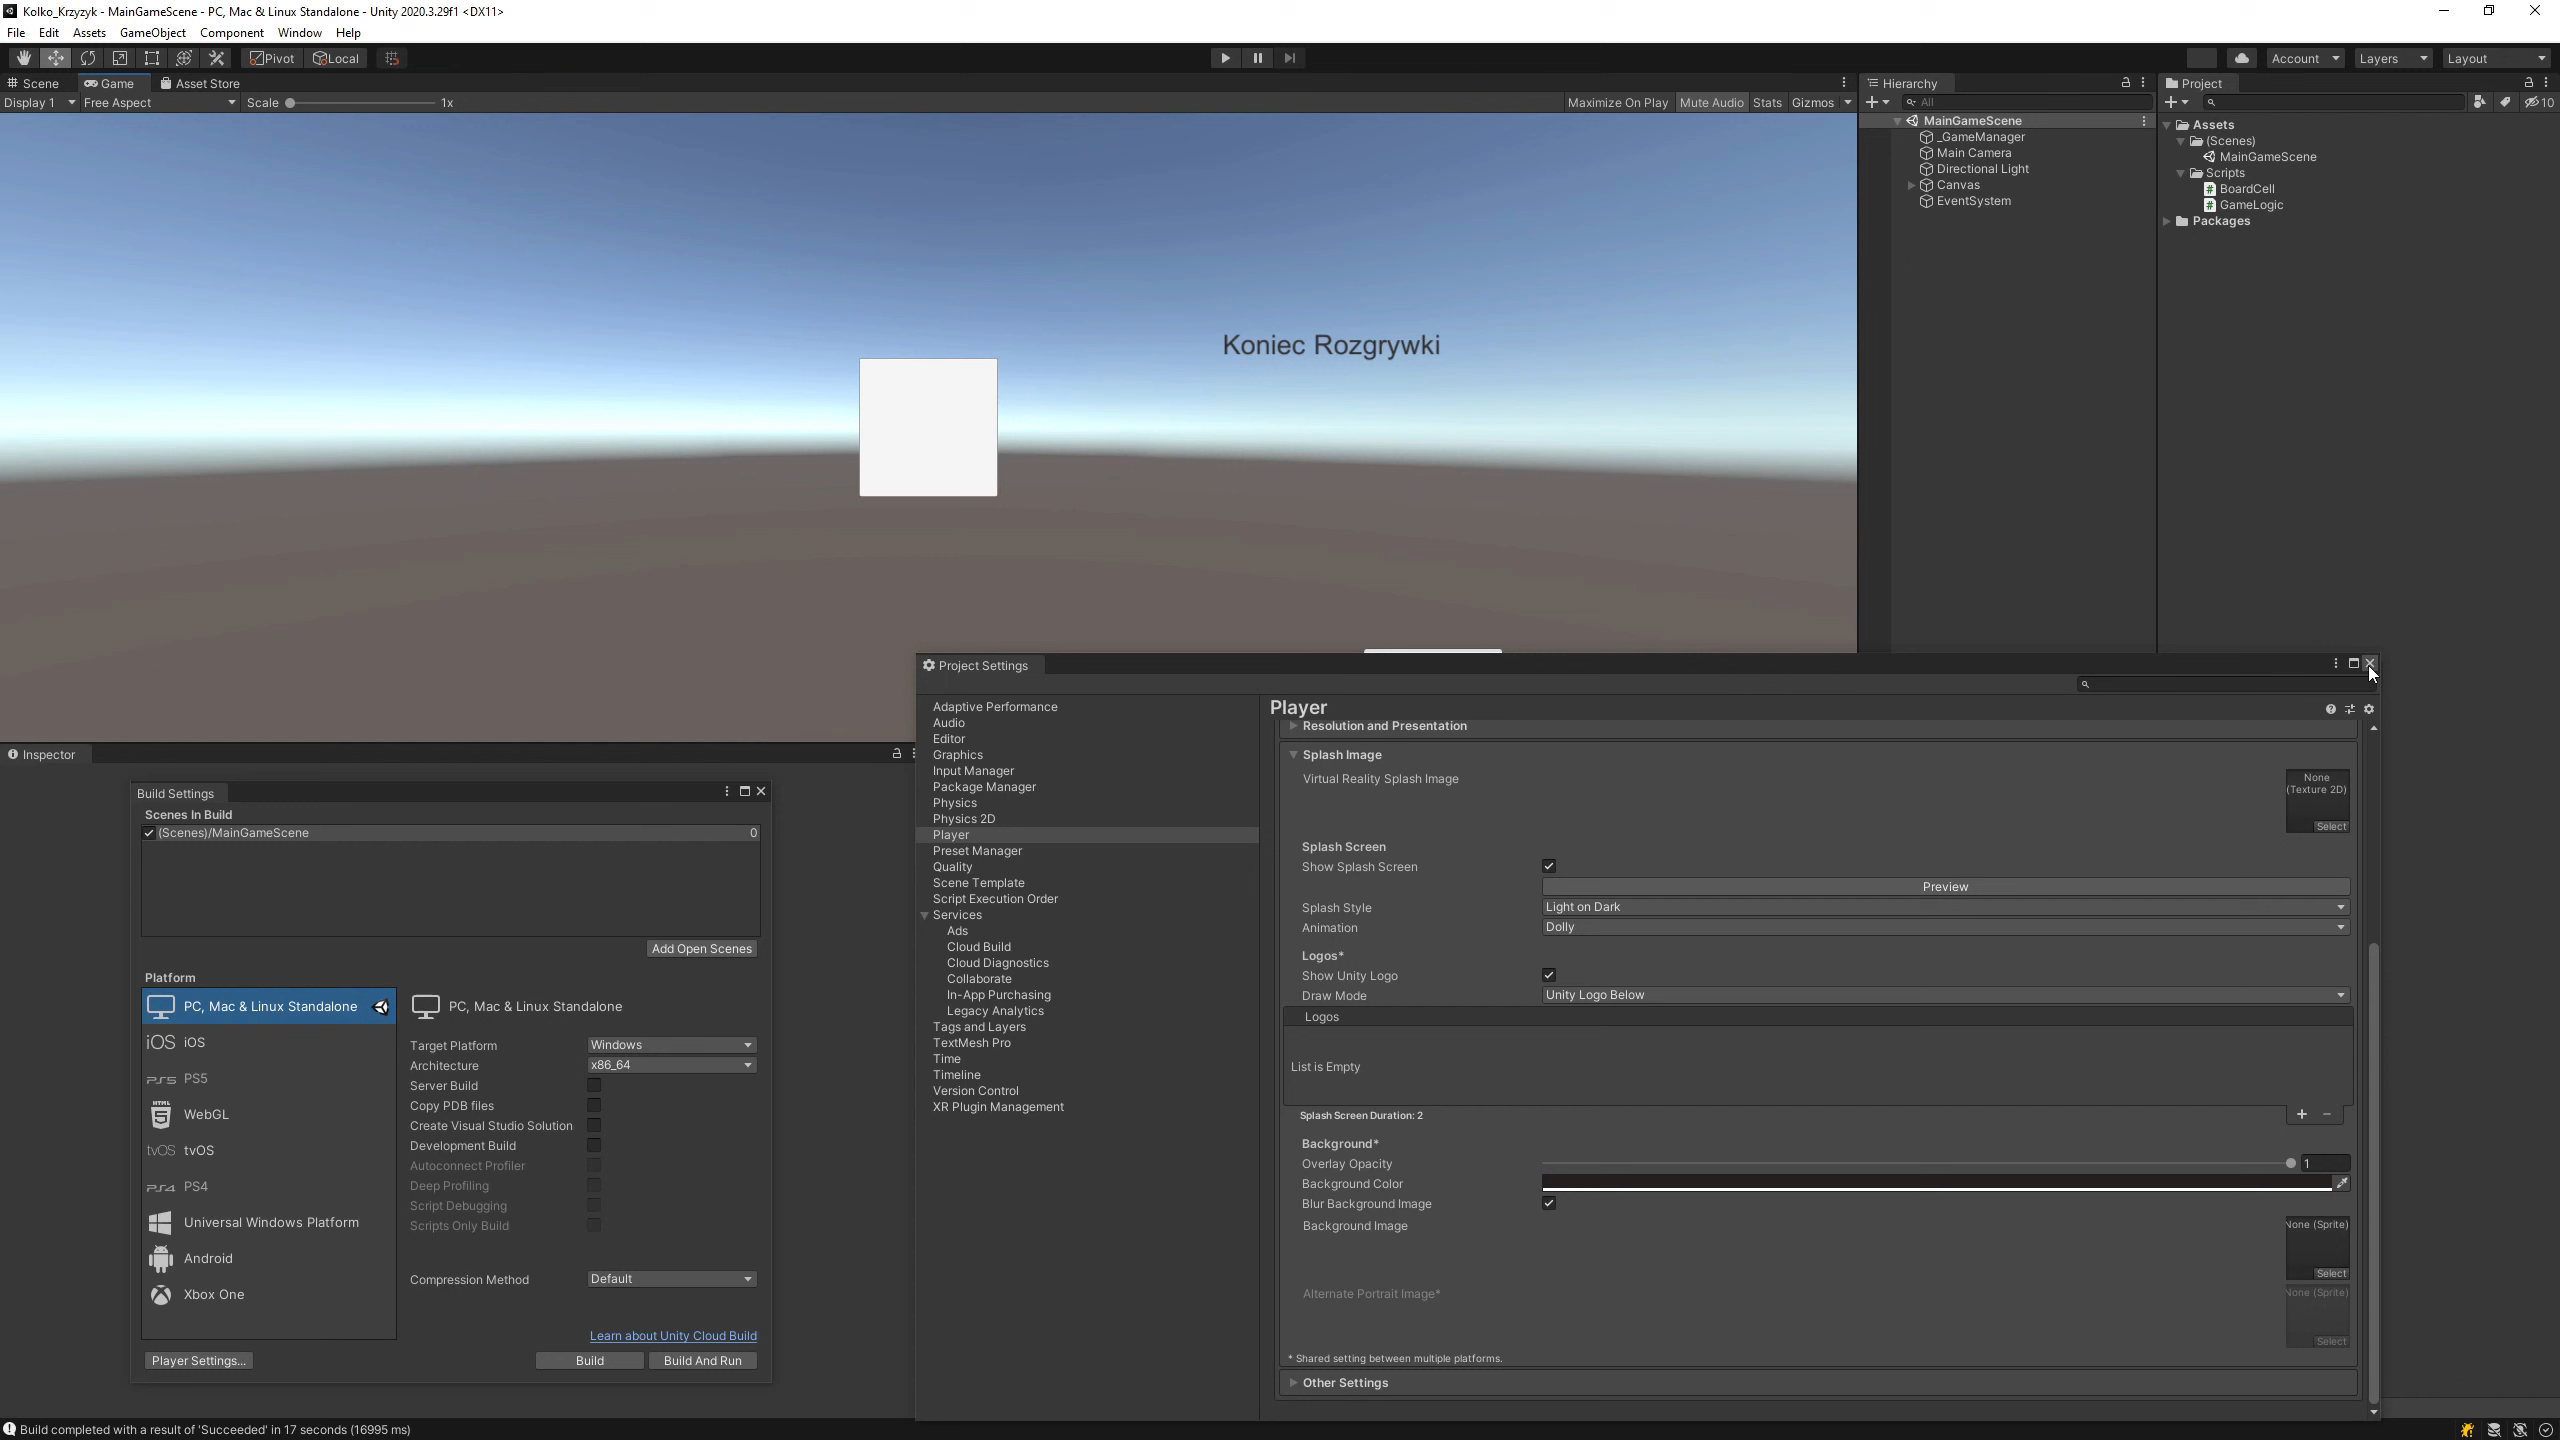 Kolko_Krzyzyk - MainGameScene - PC, Mac & Linux Standalone - Unity 2020.3.29f1 <DX11>
File Edit Assets GameObject Component Window Help
Pivot Local Account Layers Layout
Scene Game Asset Store
Display 1 Free Aspect Scale 1x Maximize On Play Mute Audio Stats Gizmos
Koniec Rozgrywki
Hierarchy
All
MainGameScene
_GameManager
Main Camera
Directional Light
Canvas
EventSystem
Project
10
Assets
(Scenes)
MainGameScene
Scripts
BoardCell
GameLogic
Packages
Inspector
Build Settings
Scenes In Build
(Scenes)/MainGameScene 0
Add Open Scenes
Platform
PC, Mac & Linux Standalone
iOS iOS
PS5 PS5
HTML 5 WebGL
tvOS tvOS
PS4 PS4
Universal Windows Platform
Android
Xbox One
PC, Mac & Linux Standalone
Target Platform Windows
Architecture x86_64
Server Build
Copy PDB files
Create Visual Studio Solution
Development Build
Autoconnect Profiler
Deep Profiling
Script Debugging
Scripts Only Build
Compression Method Default
Learn about Unity Cloud Build
Player Settings... Build Build And Run
Project Settings
Adaptive Performance
Audio
Editor
Graphics
Input Manager
Package Manager
Physics
Physics 2D
Player
Preset Manager
Quality
Scene Template
Script Execution Order
Services
Ads
Cloud Build
Cloud Diagnostics
Collaborate
In-App Purchasing
Legacy Analytics
Tags and Layers
TextMesh Pro
Time
Timeline
Version Control
XR Plugin Management
Player
Resolution and Presentation
Splash Image
Virtual Reality Splash Image None
(Texture 2D)
Select
Splash Screen
Show Splash Screen
Preview
Splash Style Light on Dark
Animation Dolly
Logos*
Show Unity Logo
Draw Mode Unity Logo Below
Logos
List is Empty
Splash Screen Duration: 2
Background*
Overlay Opacity 1
Background Color
Blur Background Image
Background Image None (Sprite)
Select
Alternate Portrait Image* None (Sprite)
Select
* Shared setting between multiple platforms.
Other Settings
Build completed with a result of 'Succeeded' in 17 seconds (16995 ms)